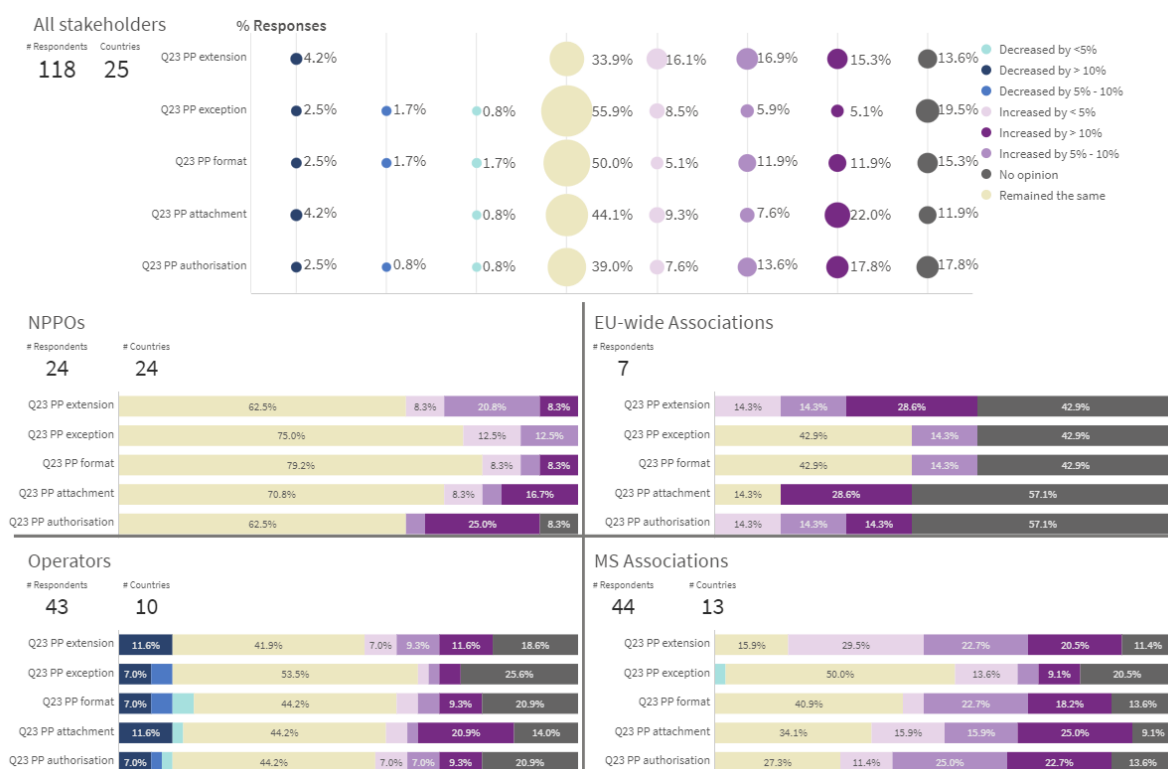 All stakeholders
% Responses
# Respondents Countries
118 25
Q23 PP extension 4.2% 33.9% 16.1% 16.9% 15.3% 13.6%
Q23 PP exception 2.5% 1.7% 0.8% 55.9% 8.5% 5.9% 5.1% 19.5%
Q23 PP format 2.5% 1.7% 1.7% 50.0% 5.1% 11.9% 11.9% 15.3%
Q23 PP attachment 4.2% 0.8% 44.1% 9.3% 7.6% 22.0% 11.9%
Q23 PP authorisation 2.5% 0.8% 0.8% 39.0% 7.6% 13.6% 17.8% 17.8%
Decreased by <5%
Decreased by > 10%
Decreased by 5% - 10%
Increased by < 5%
Increased by > 10%
Increased by 5% - 10%
No opinion
Remained the same
NPPOs
# Respondents # Countries
24 24
Q23 PP extension 62.5% 8.3% 20.8% 8.3%
Q23 PP exception 75.0% 12.5% 12.5%
Q23 PP format 79.2% 8.3% 8.3%
Q23 PP attachment 70.8% 8.3% 16.7%
Q23 PP authorisation 62.5% 25.0% 8.3%
EU-wide Associations
# Respondents
7
Q23 PP extension 14.3% 14.3% 28.6% 42.9%
Q23 PP exception 42.9% 14.3% 42.9%
Q23 PP format 42.9% 14.3% 42.9%
Q23 PP attachment 14.3% 28.6% 57.1%
Q23 PP authorisation 14.3% 14.3% 14.3% 57.1%
Operators
# Respondents # Countries
43 10
Q23 PP extension 11.6% 41.9% 7.0% 9.3% 11.6% 18.6%
Q23 PP exception 7.0% 53.5% 25.6%
Q23 PP format 7.0% 44.2% 9.3% 20.9%
Q23 PP attachment 11.6% 44.2% 20.9% 14.0%
Q23 PP authorisation 7.0% 44.2% 7.0% 7.0% 9.3% 20.9%
MS Associations
# Respondents # Countries
44 13
Q23 PP extension 15.9% 29.5% 22.7% 20.5% 11.4%
Q23 PP exception 50.0% 13.6% 9.1% 20.5%
Q23 PP format 40.9% 22.7% 18.2% 13.6%
Q23 PP attachment 34.1% 15.9% 15.9% 25.0% 9.1%
Q23 PP authorisation 27.3% 11.4% 25.0% 22.7% 13.6%